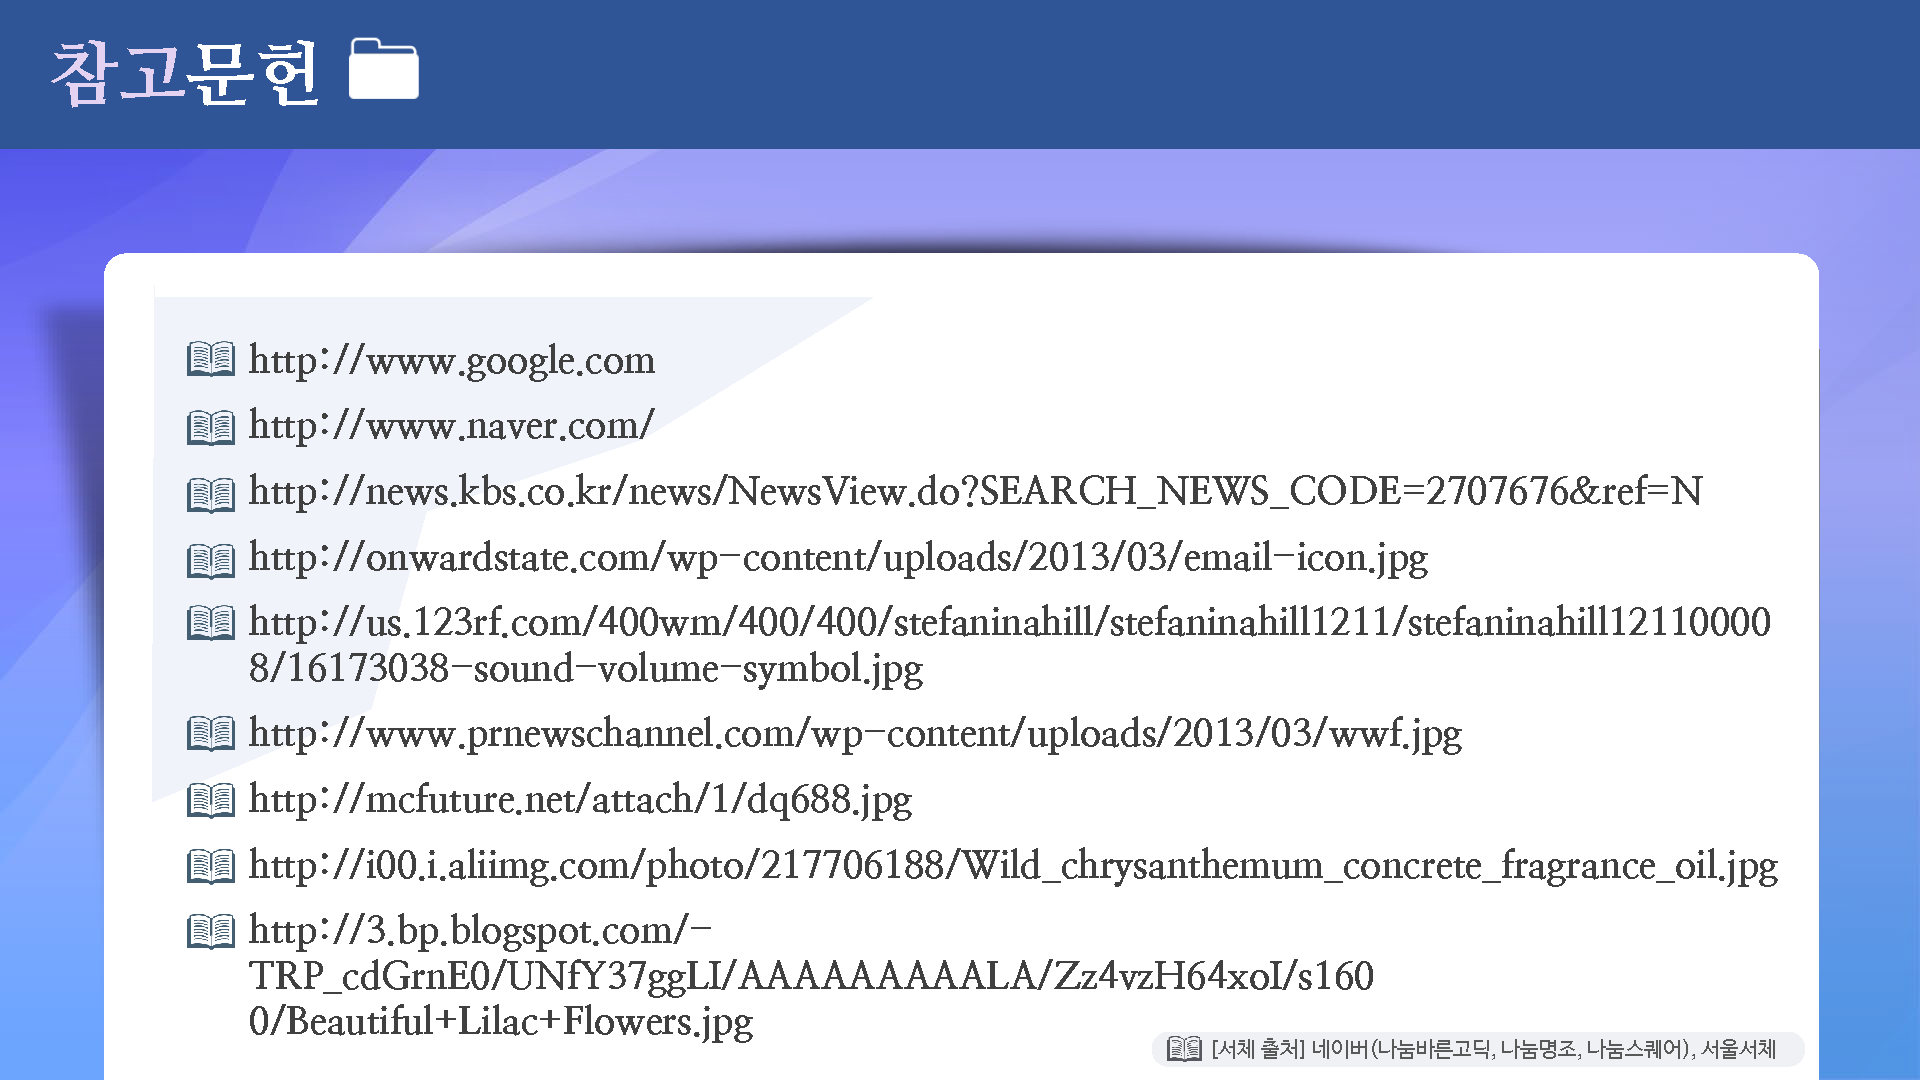 참고문헌
http://www.google.com
http://www.naver.com/
http://news.kbs.co.kr/news/NewsView.do?SEARCH_NEWS_CODE=2707676&ref=N
http://onwardstate.com/wp-content/uploads/2013/03/email-icon.jpg
http://us.123rf.com/400wm/400/400/stefaninahill/stefaninahill1211/stefaninahill12110000
8/16173038-sound-volume-symbol.jpg
http://www.prnewschannel.com/wp-content/uploads/2013/03/wwf.jpg
http://mcfuture.net/attach/1/dq688.jpg
http://i00.i.aliimg.com/photo/217706188/Wild_chrysanthemum_concrete_fragrance_oil.jpg
http://3.bp.blogspot.com/-
TRP_cdGrnE0/UNfY37ggLI/AAAAAAAAALA/Zz4vzH64xoI/s160
0/Beautiful+Lilac+Flowers.jpg
[서체 출처] 네이버(나눔바른고딕, 나눔명조, 나눔스퀘어), 서울서체